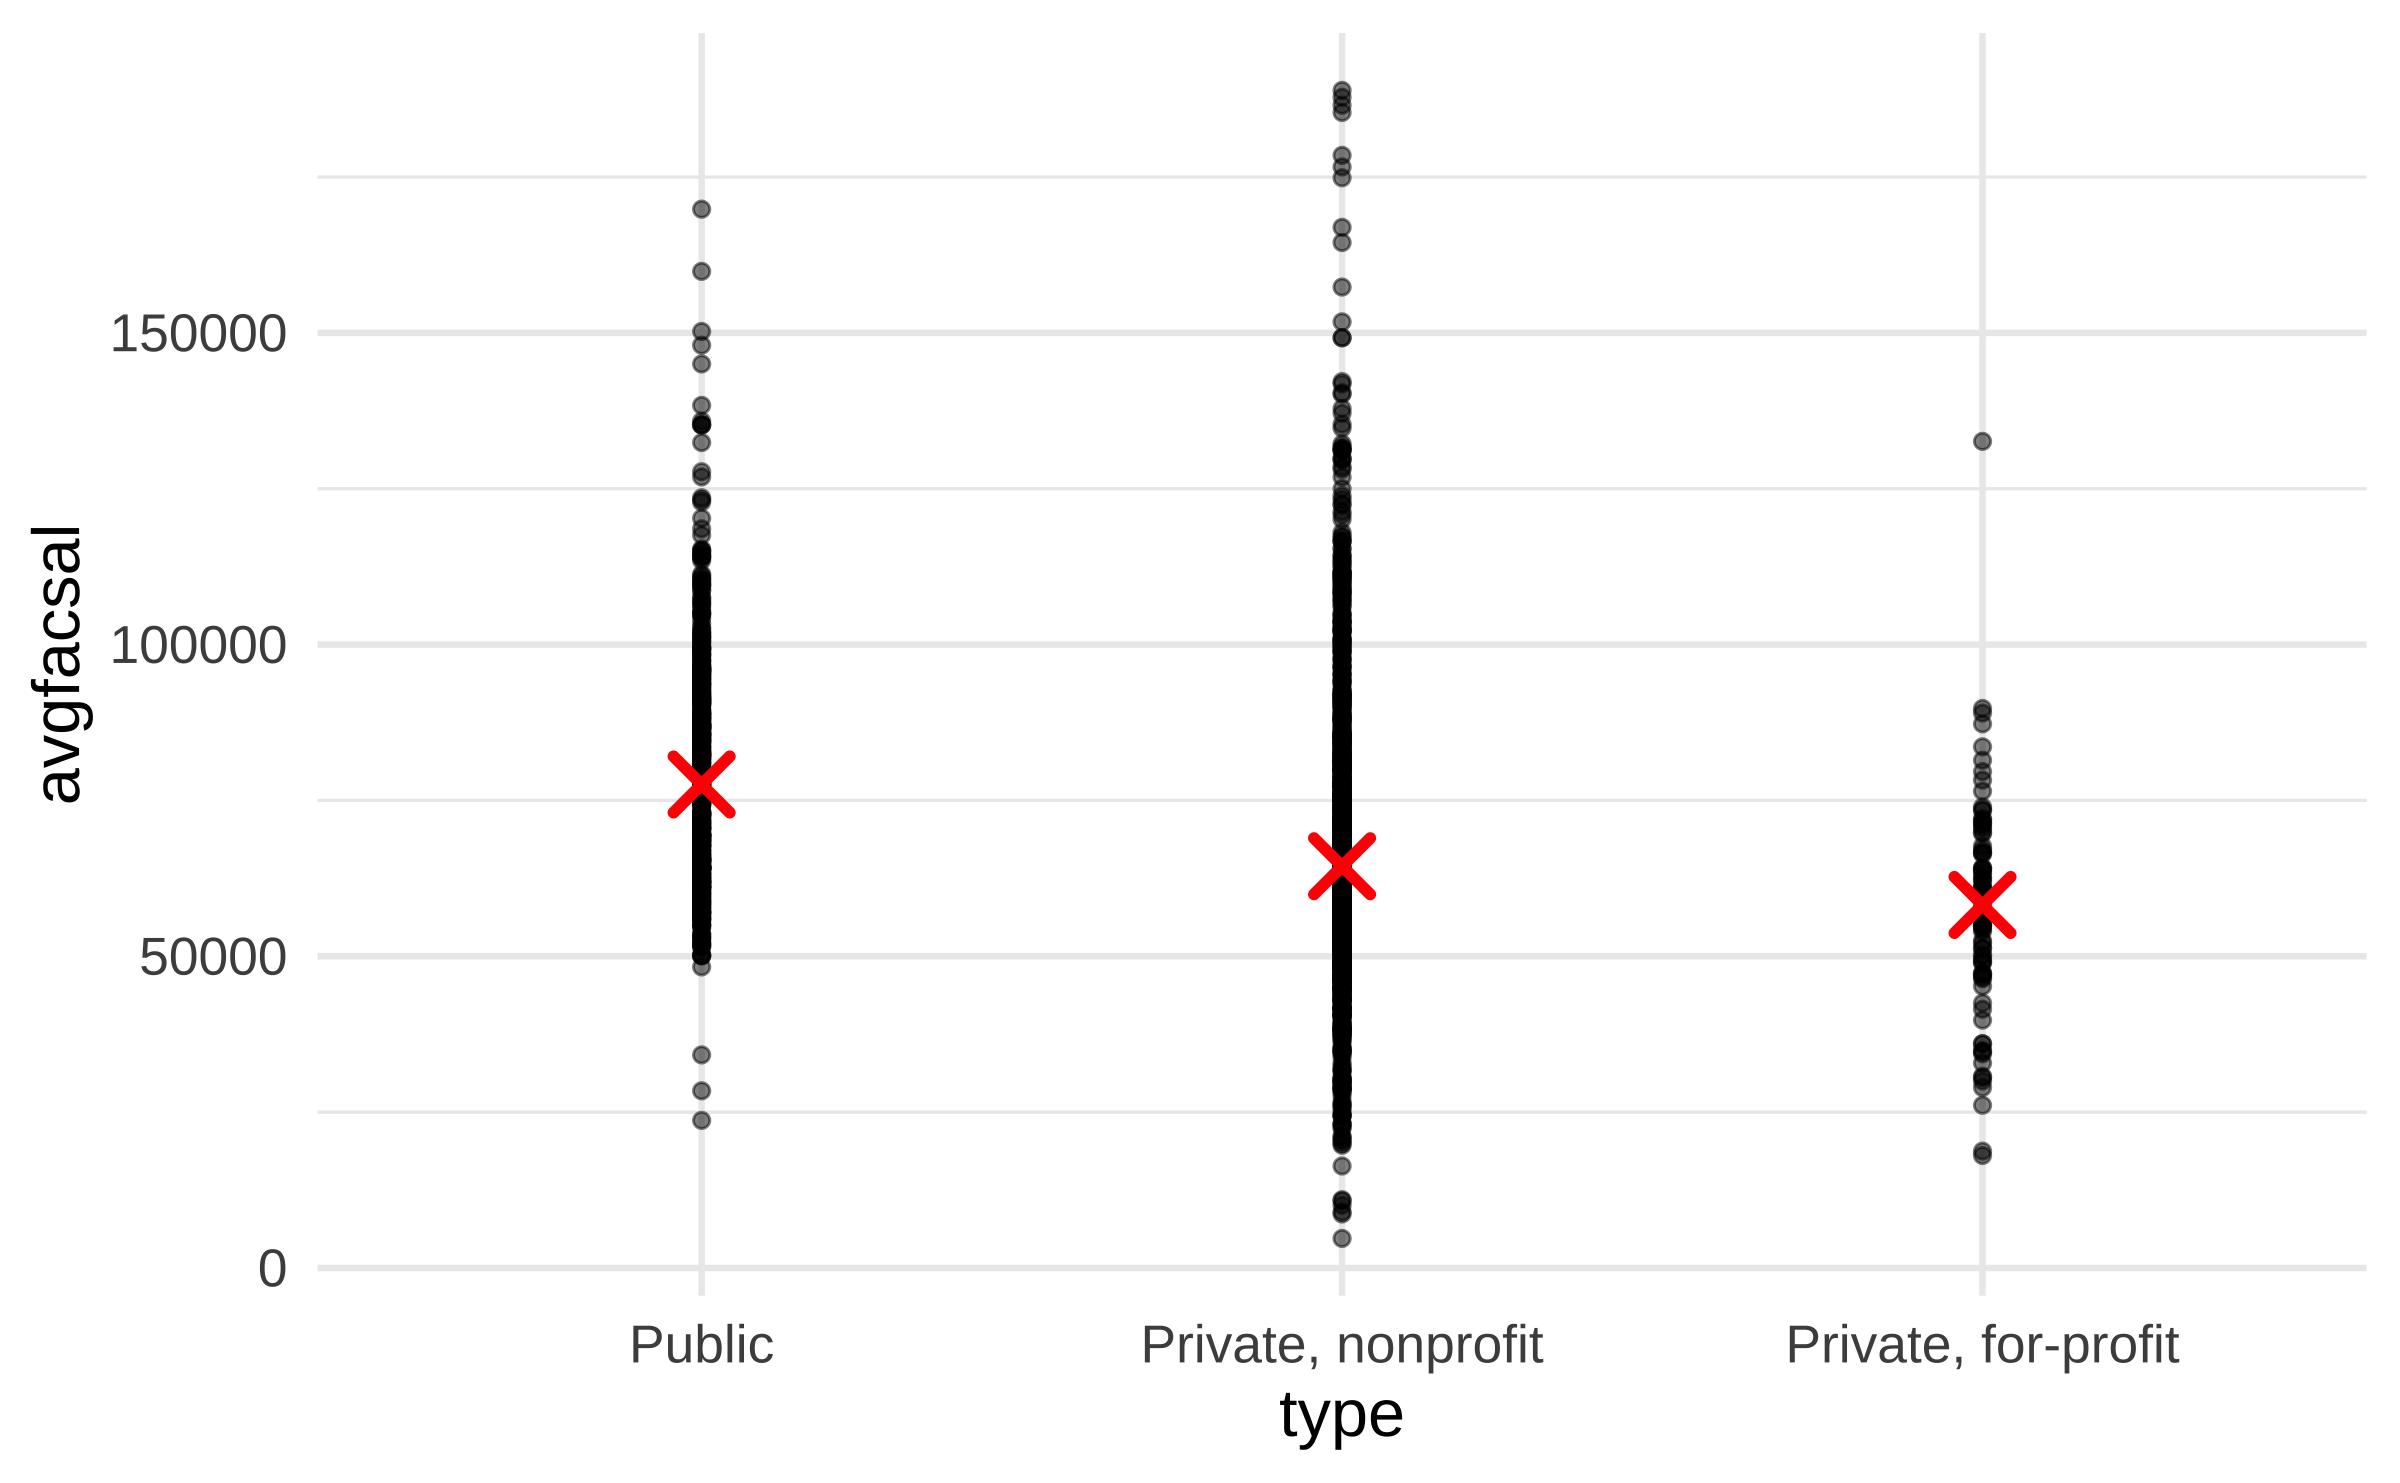 avgfacsal
150000
100000
50000
0
Public
Private, nonprofit
Private, for-profit
type